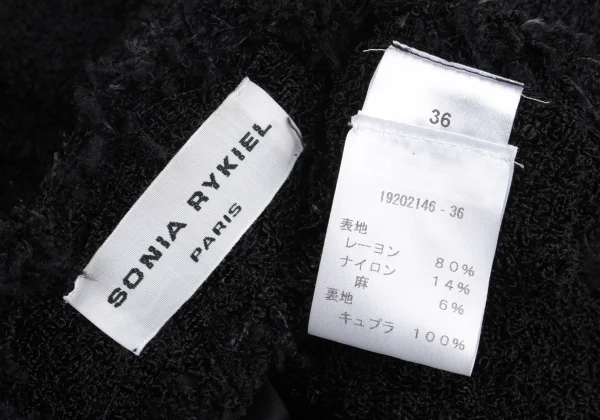 SONIA RYKIEL
PARIS
36
19202146-36
表地
レーヨン 80%
ナイロン 14%
麻 6%
裏地
キュプラ 100%